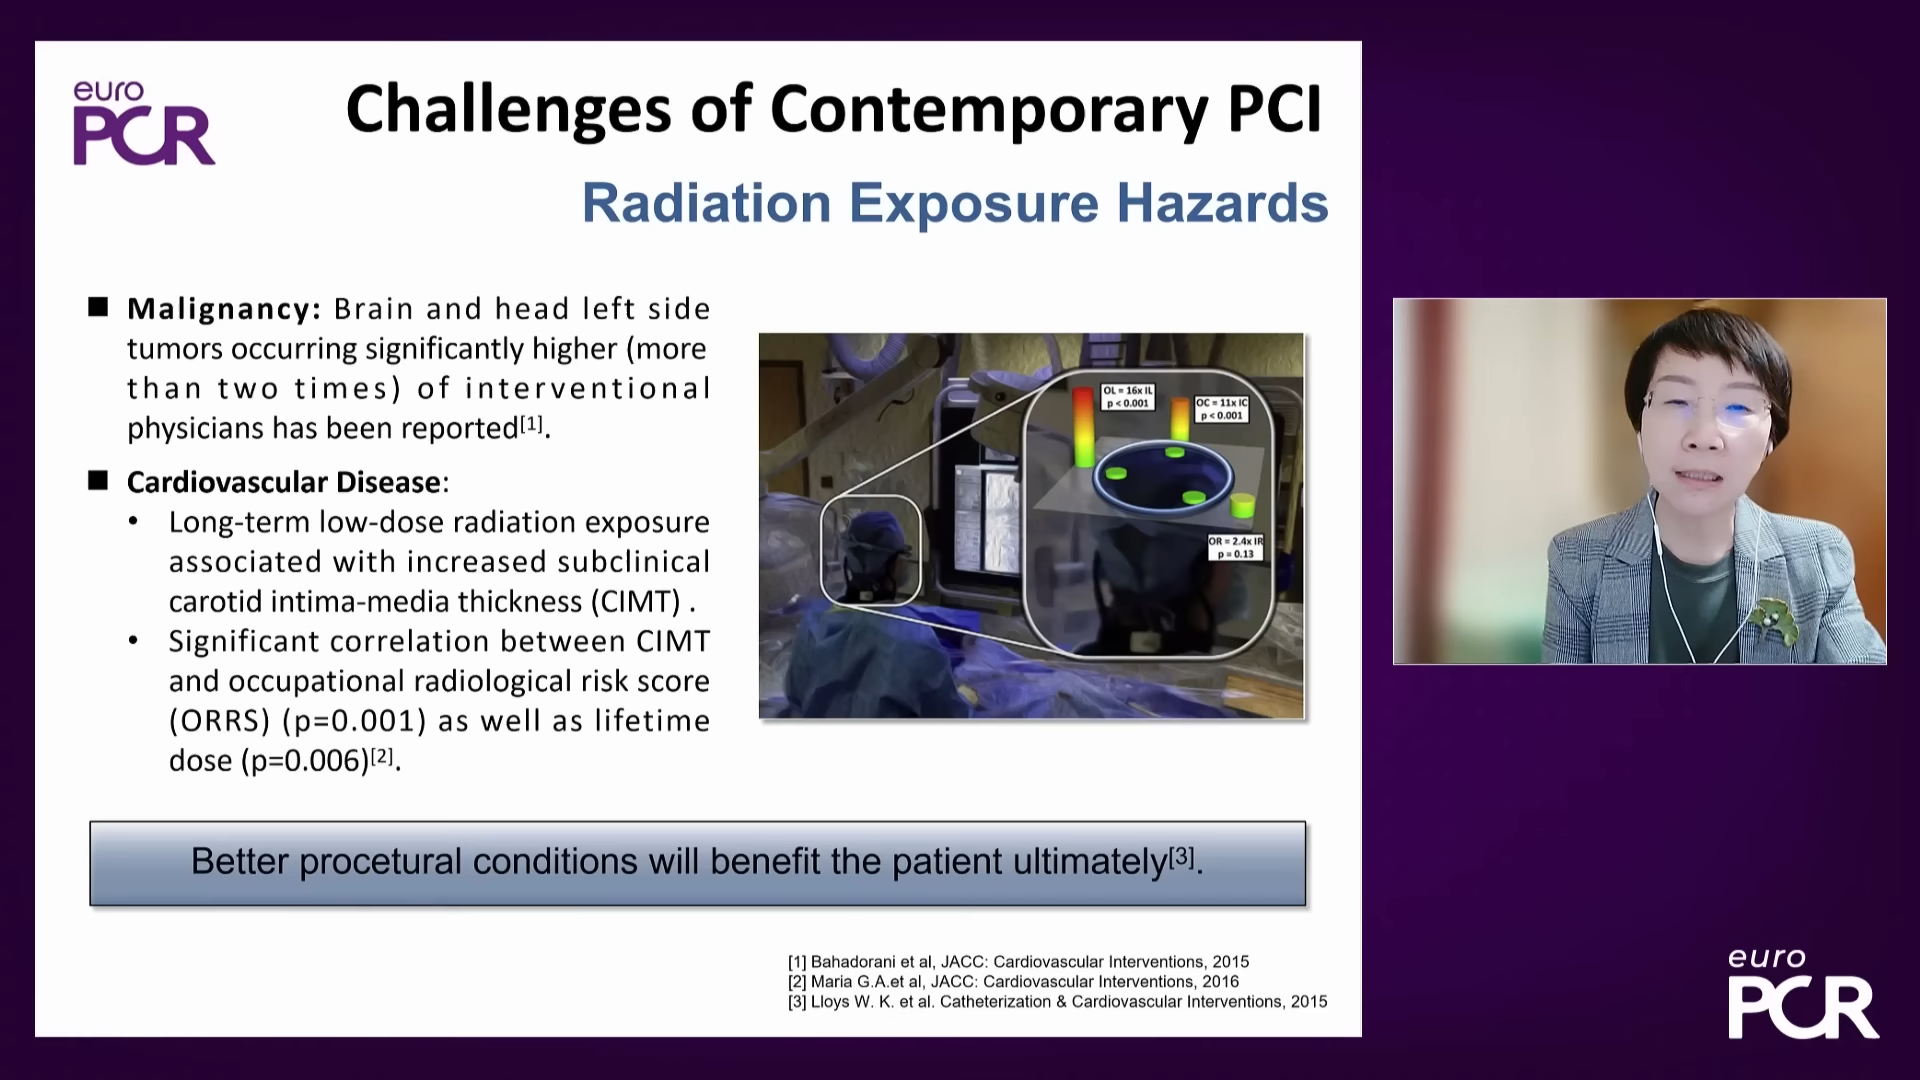 euro
PCR
Challenges of Contemporary PCI
Radiation Exposure Hazards
Malignancy: Brain and head left side
tumors occurring significantly higher (more
than two times) of interventional
physicians has been reported[1].
Cardiovascular Disease:
• Long-term low-dose radiation exposure
associated with increased subclinical
carotid intima-media thickness (CIMT) .
• Significant correlation between CIMT
and occupational radiological risk score
(ORRS) (p=0.001) as well as lifetime
dose (p=0.006)[2].
OL = 16x IL
p < 0.001
OC = 11x IC
p < 0.001
OR = 2.4x IR
p = 0.13
Better procetural conditions will benefit the patient ultimately[3].
[1] Bahadorani et al, JACC: Cardiovascular Interventions, 2015
[2] Maria G.A.et al, JACC: Cardiovascular Interventions, 2016
[3] Lloys W. K. et al. Catheterization & Cardiovascular Interventions, 2015
euro
PCR